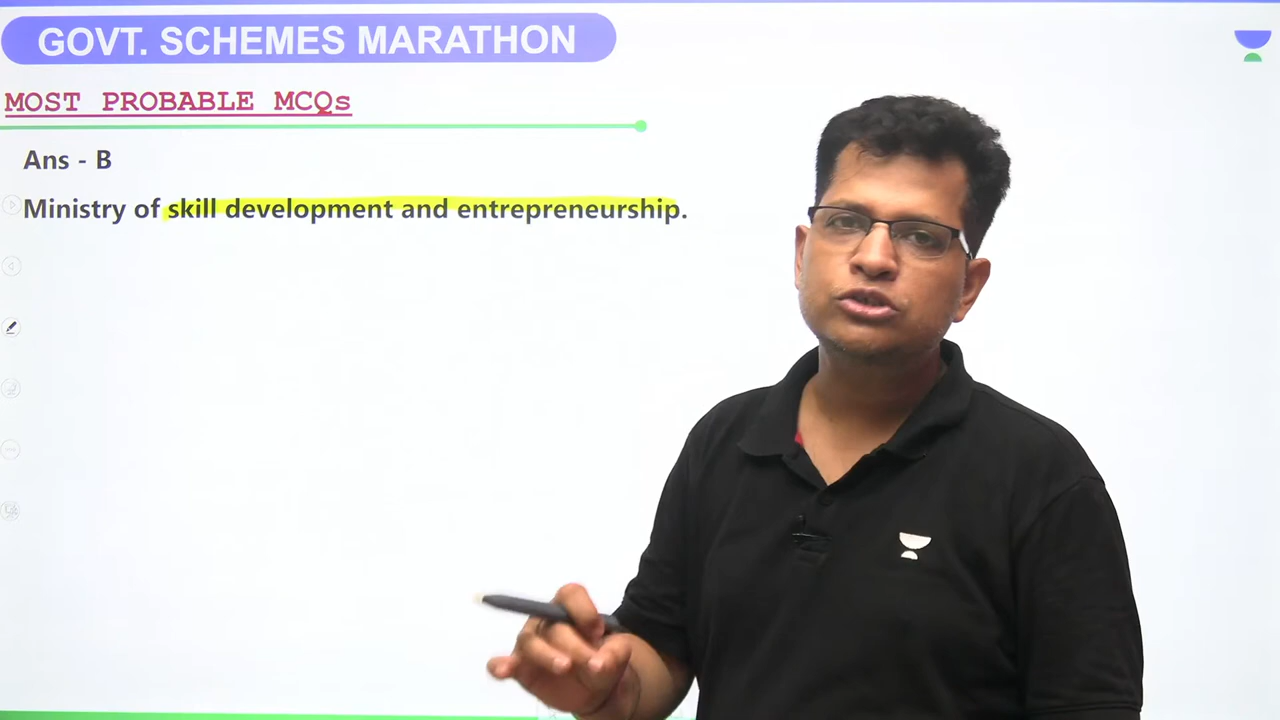 GOVT. SCHEMES MARATHON
MOST PROBABLE MCQs
Ans - B
Ministry of skill development and entrepreneurship.